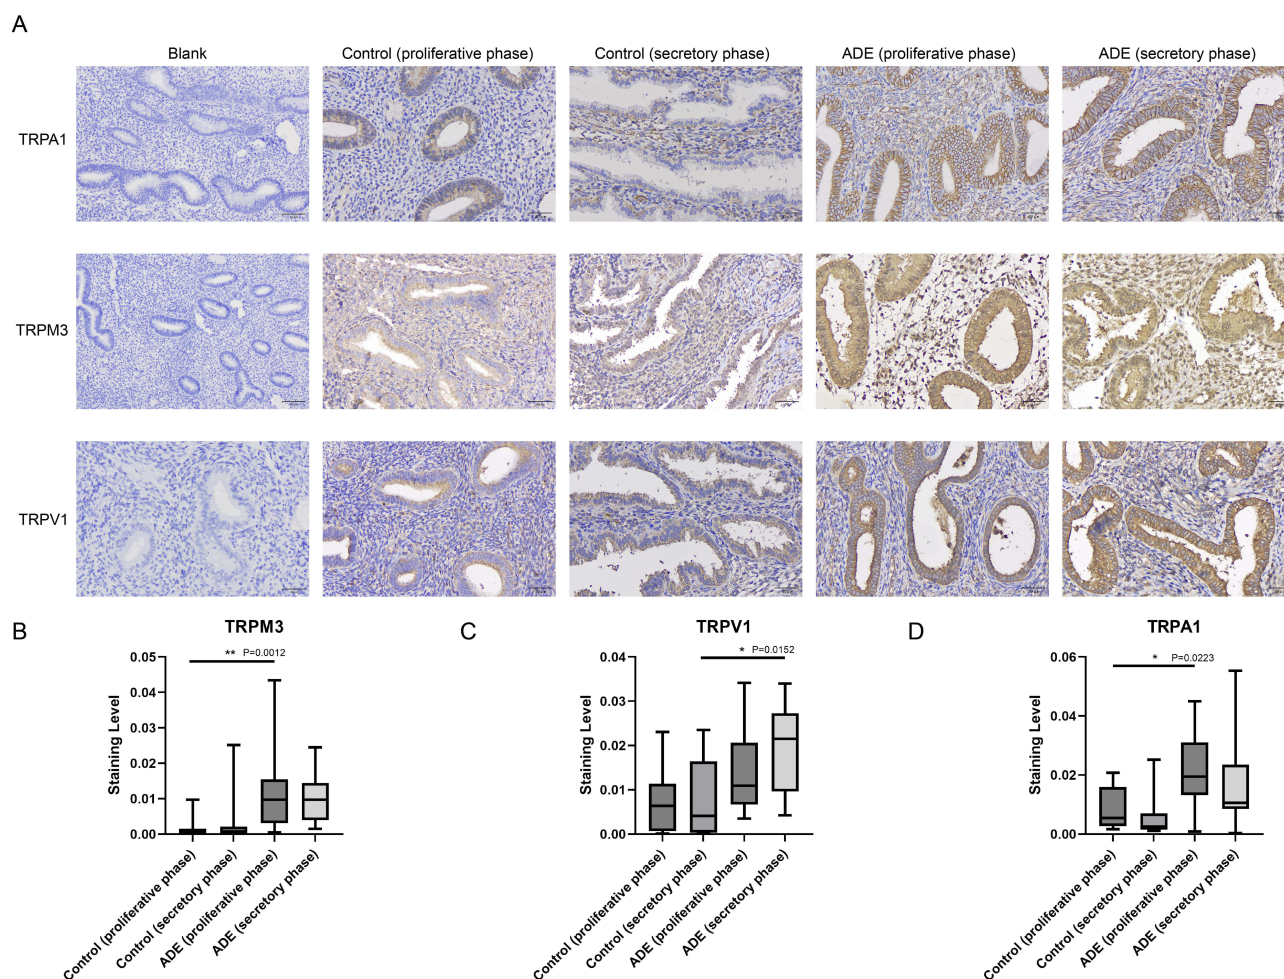 A
Blank
Control (proliferative phase)
Control (secretory phase)
ADE (proliferative phase)
ADE (secretory phase)
TRPA1
TRPM3
TRPV1
B
TRPM3
** P=0.0012
Staining Level
0.05
0.04
0.03
0.02
0.01
0.00
Control (proliferative phase)
Control (secretory phase)
ADE (proliferative phase)
ADE (secretory phase)
C
TRPV1
* P=0.0152
Staining Level
0.04
0.03
0.02
0.01
0.00
Control (proliferative phase)
Control (secretory phase)
ADE (proliferative phase)
ADE (secretory phase)
D
TRPA1
* P=0.0223
Staining Level
0.06
0.04
0.02
0.00
Control (proliferative phase)
Control (secretory phase)
ADE (proliferative phase)
ADE (secretory phase)